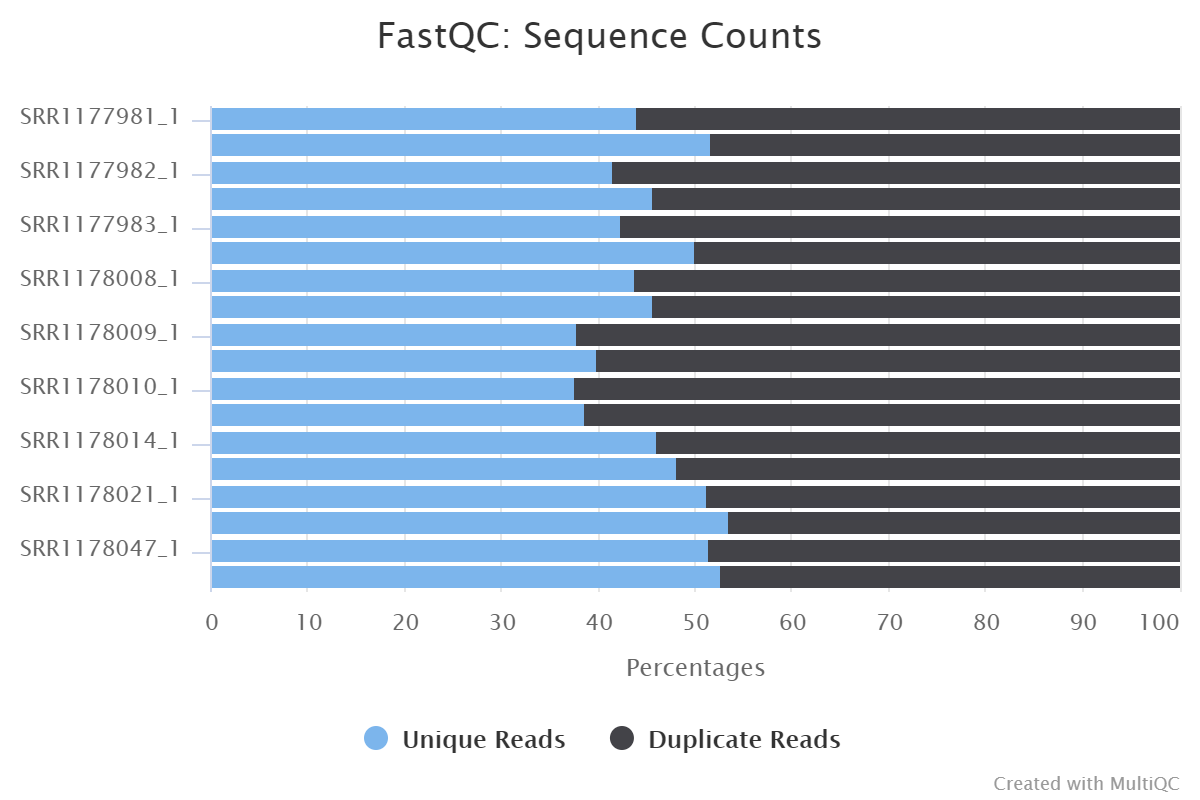 FastQC: Sequence Counts
SRR1177981_1
SRR1177982_1
SRR1177983_1
SRR1178008_1
SRR1178009_1
SRR1178010_1
SRR1178014_1
SRR1178021_1
SRR1178047_1
0 10 20 30 40 50 60 70 80 90 100
Percentages
Unique Reads Duplicate Reads
Created with MultiQC